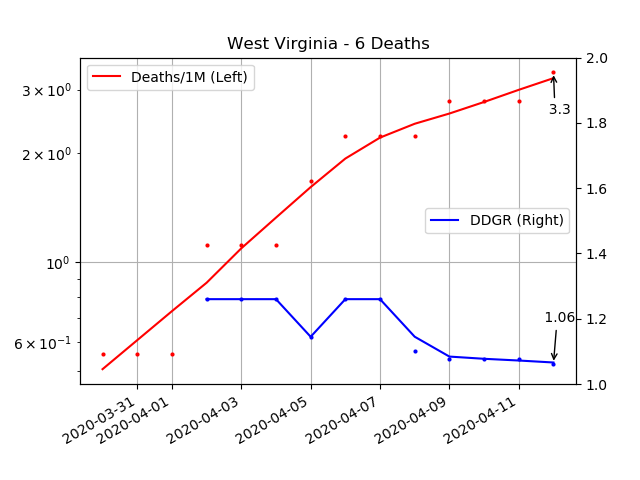 West Virginia - 6 Deaths
Deaths/1M (Left)
DDGR (Right)
3 × 10⁰
2 × 10⁰
10⁰
6 × 10⁻¹
2.0
1.8
1.6
1.4
1.2
1.0
3.3
1.06
2020-03-31
2020-04-01
2020-04-03
2020-04-05
2020-04-07
2020-04-09
2020-04-11